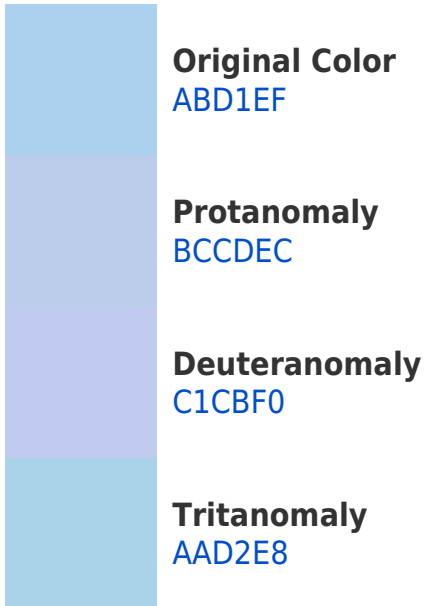 Original Color
ABD1EF
Protanomaly
BCCDEC
Deuteranomaly
C1CBF0
Tritanomaly
AAD2E8